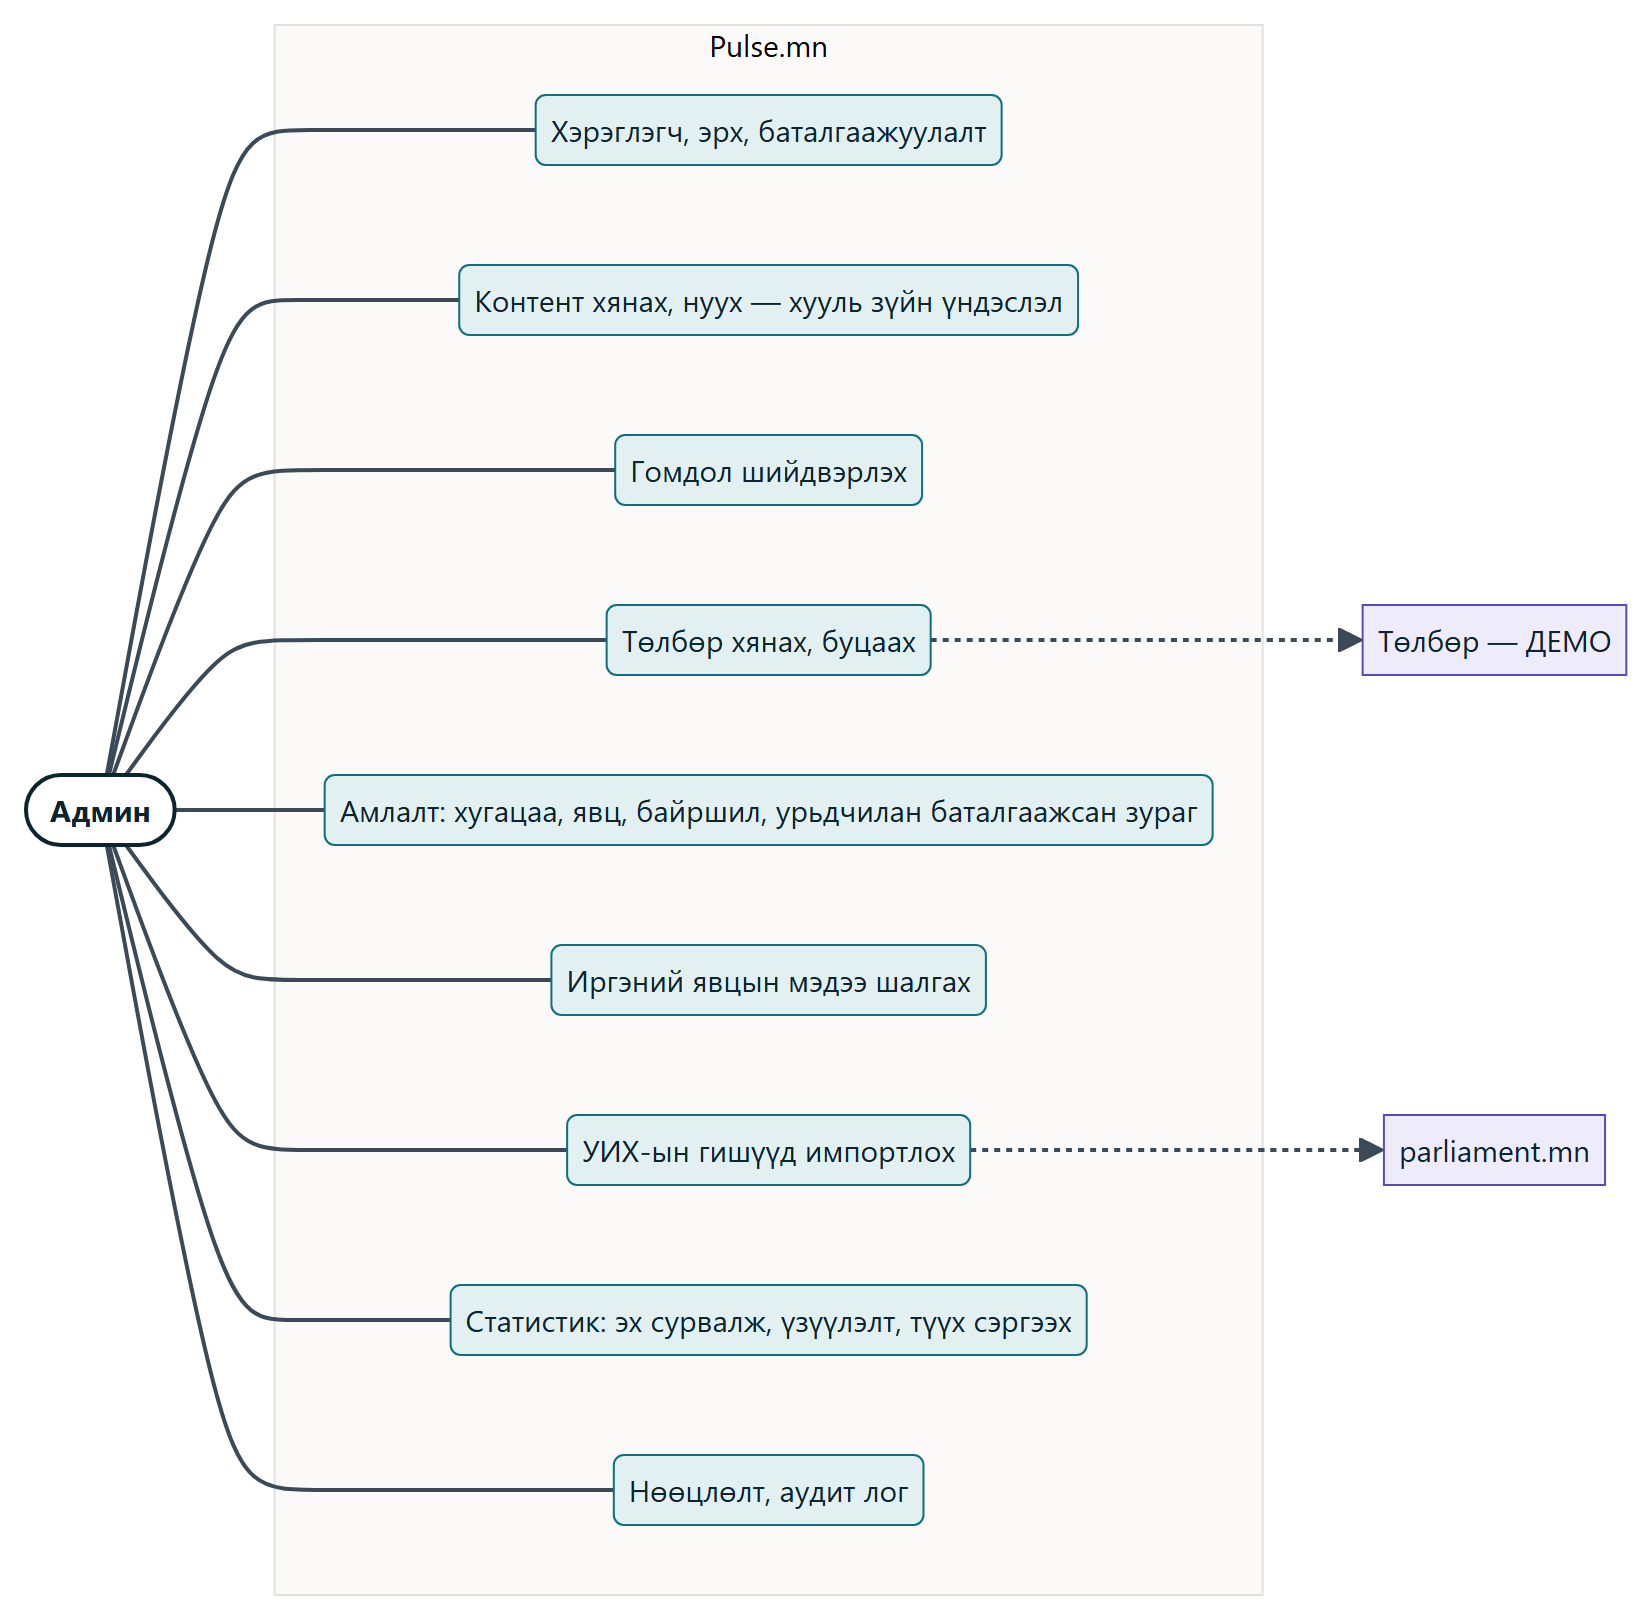 Pulse.mn
Хэрэглэгч, эрх, баталгаажуулалт
Контент хянах, нуух — хууль зүйн үндэслэл
Гомдол шийдвэрлэх
Төлбөр хянах, буцаах
Төлбөр — ДЕМО
Админ
Амлалт: хугацаа, явц, байршил, урьдчилан баталгаажсан зураг
Иргэний явцын мэдээ шалгах
УИХ-ын гишүүд импортлох
parliament.mn
Статистик: эх сурвалж, үзүүлэлт, түүх сэргээх
Нөөцлөлт, аудит лог